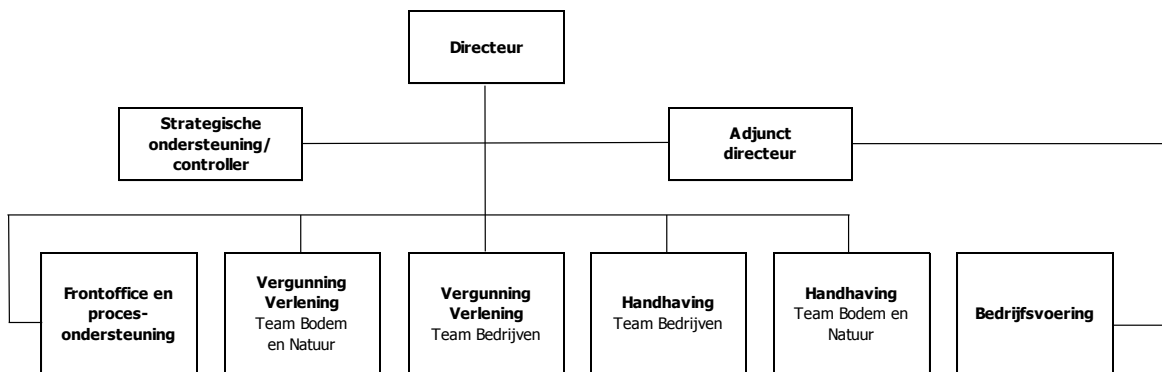 Directeur
Strategische
ondersteuning/
controller
Adjunct
directeur
Frontoffice en
proces-
ondersteuning
Vergunning
Verlening
Team Bodem
en Natuur
Vergunning
Verlening
Team Bedrijven
Handhaving
Team Bedrijven
Handhaving
Team Bodem en
Natuur
Bedrijfsvoering